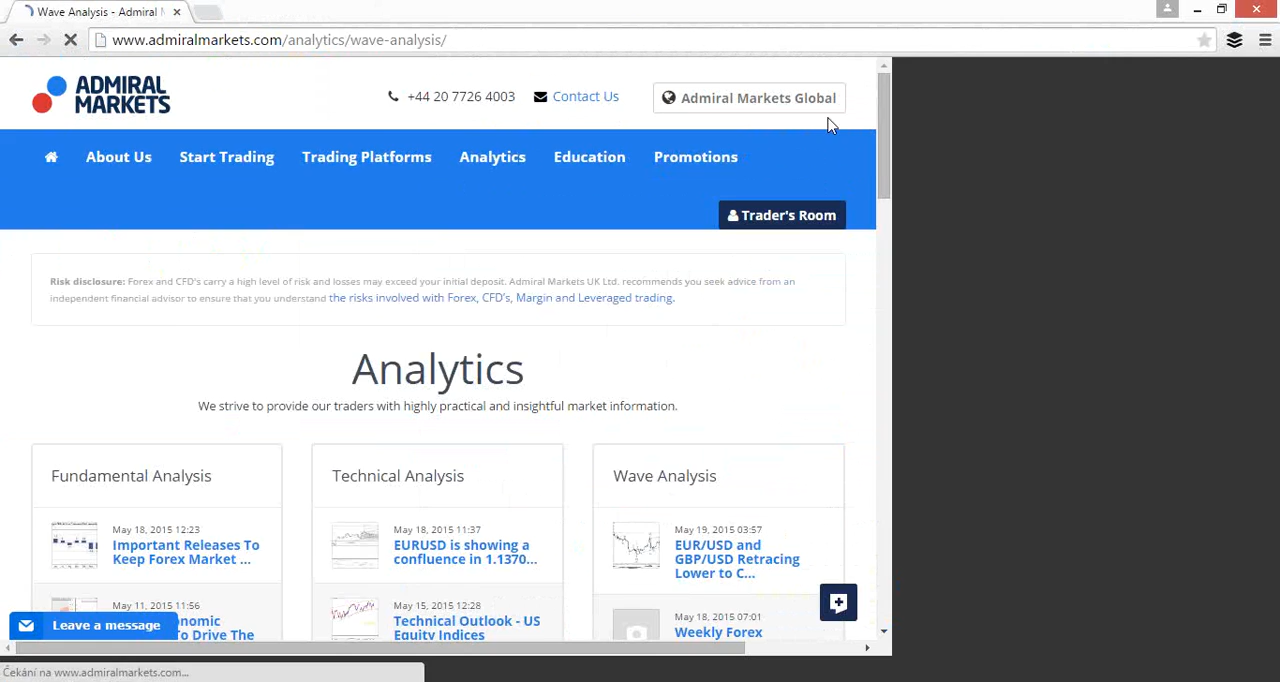 Wave Analysis - Admiral M
www.admiralmarkets.com/analytics/wave-analysis/
ADMIRAL
MARKETS
+44 20 7726 4003
Contact Us
Admiral Markets Global
About Us
Start Trading
Trading Platforms
Analytics
Education
Promotions
Trader's Room
Risk disclosure: Forex and CFD's carry a high level of risk and losses may exceed your initial deposit. Admiral Markets UK Ltd. recommends you seek advice from an
independent financial advisor to ensure that you understand the risks involved with Forex, CFD's, Margin and Leveraged trading.
Analytics
We strive to provide our traders with highly practical and insightful market information.
Fundamental Analysis
May 18, 2015 12:23
Important Releases To
Keep Forex Market ...
May 11, 2015 11:56
onomic
To Drive The
Technical Analysis
May 18, 2015 11:37
EURUSD is showing a
confluence in 1.1370...
May 15, 2015 12:28
Technical Outlook - US
Equity Indices
Wave Analysis
May 19, 2015 03:57
EUR/USD and
GBP/USD Retracing
Lower to C...
May 18, 2015 07:01
Weekly Forex
Leave a message
Čekání na www.admiralmarkets.com...